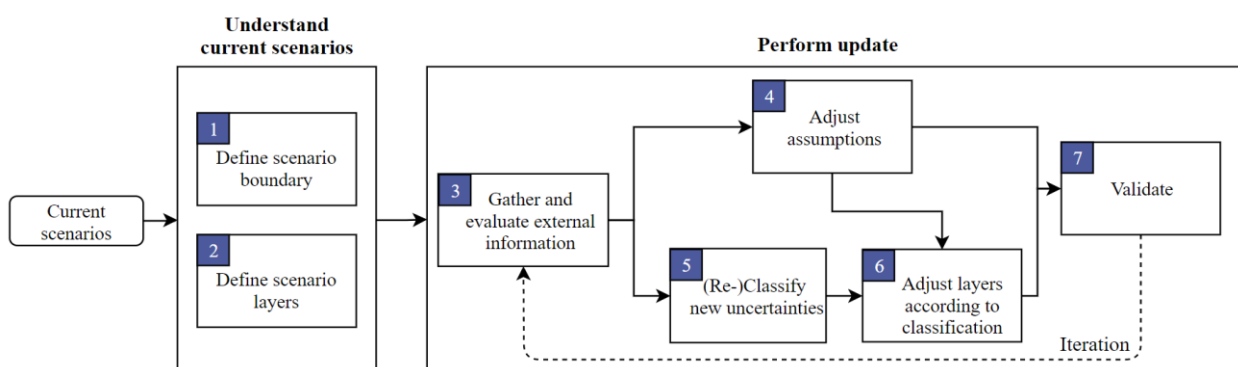 Understand
current scenarios
Perform update
Current
scenarios
1
Define scenario
boundary
2
Define scenario
layers
3
Gather and
evaluate external
information
4
Adjust
assumptions
5
(Re-)Classify
new uncertainties
6
Adjust layers
according to
classification
7
Validate
Iteration